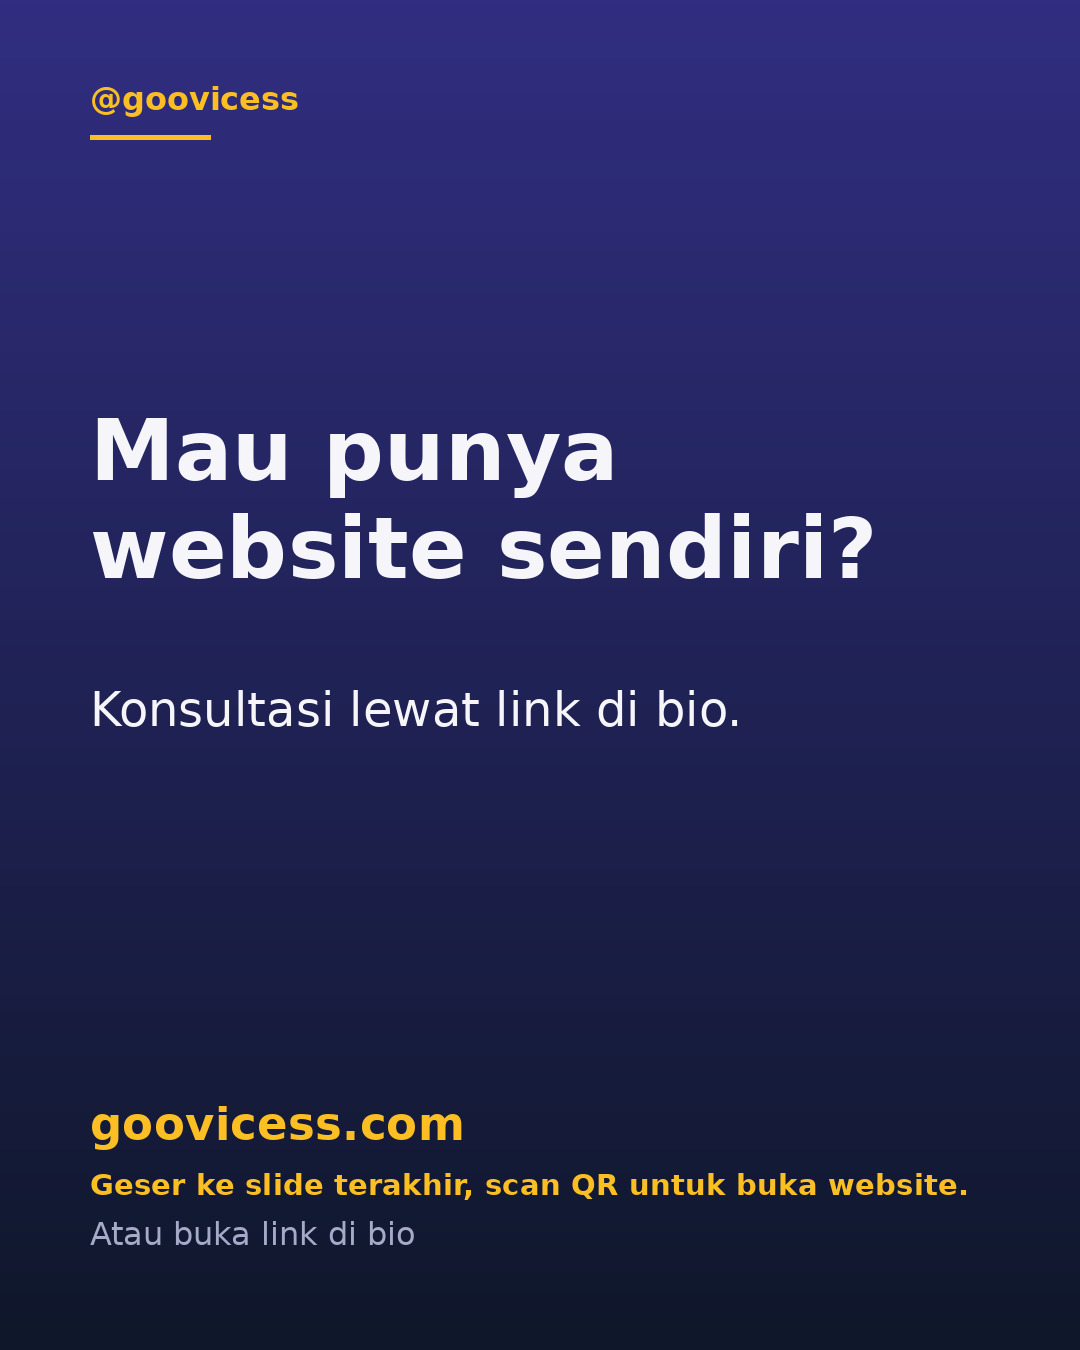 @goovicess
Mau punya
website sendiri?
Konsultasi lewat link di bio.
goovicess.com
Geser ke slide terakhir, scan QR untuk buka website.
Atau buka link di bio